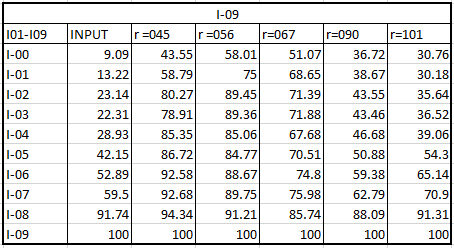 I-09
I01-I09 INPUT r =045 r =056 r=067 r=090 r=101
I-00 9.09 43.55 58.01 51.07 36.72 30.76
I-01 13.22 58.79 75 68.65 38.67 30.18
I-02 23.14 80.27 89.45 71.39 43.55 35.64
I-03 22.31 78.91 89.36 71.88 43.46 36.52
I-04 28.93 85.35 85.06 67.68 46.68 39.06
I-05 42.15 86.72 84.77 70.51 50.88 54.3
I-06 52.89 92.58 88.67 74.8 59.38 65.14
I-07 59.5 92.68 89.75 75.98 62.79 70.9
I-08 91.74 94.34 91.21 85.74 88.09 91.31
I-09 100 100 100 100 100 100